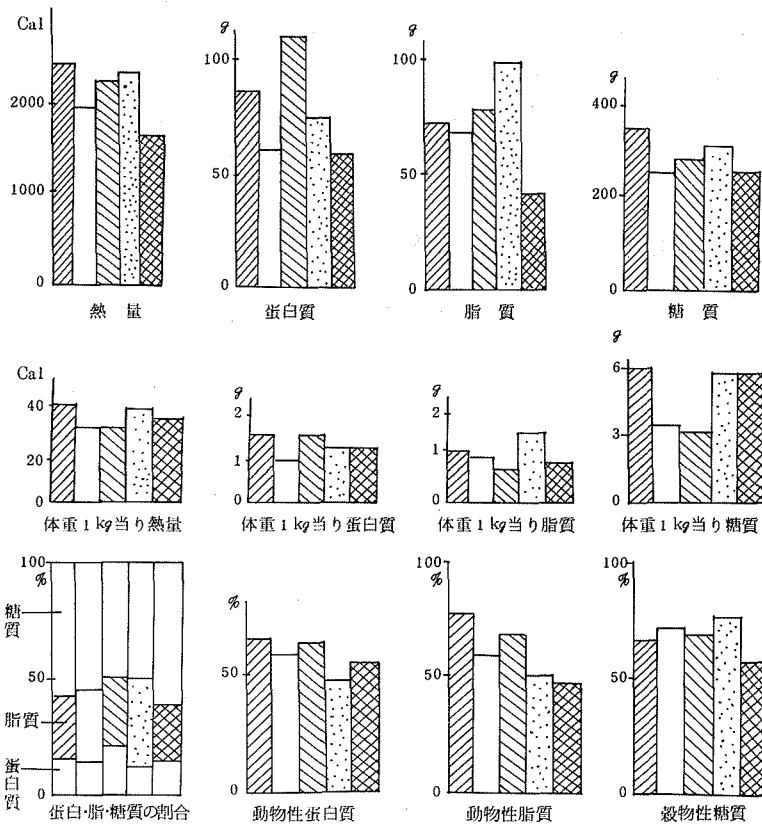 Cal
2000
1000
0
熱 量
g
100
50
0
蛋白質
g
100
50
0
脂 質
g
400
200
0
糖 質
Cal
40
20
0
体重1kg当り熱量
g
2
1
0
体重1kg当り蛋白質
g
2
1
0
体重1kg当り脂質
g
6
3
0
体重1kg当り糖質
100
%
50
0
糖質
脂質
蛋白質
蛋白・脂・糖質の割合
%
50
0
動物性蛋白質
100
%
50
0
動物性脂質
100
%
50
0
穀物性糖質